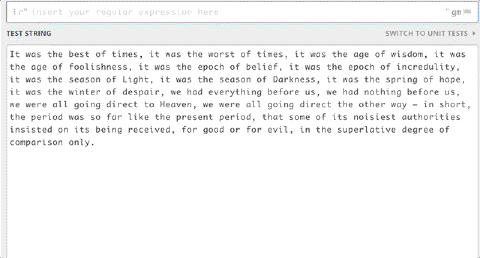 r" insert your regular expression here " gm
TEST STRING SWITCH TO UNIT TESTS
It was the best of times, it was the worst of times, it was the age of wisdom, it was
the age of foolishness, it was the epoch of belief, it was the epoch of incredulity,
it was the season of Light, it was the season of Darkness, it was the spring of hope,
it was the winter of despair, we had everything before us, we had nothing before us,
we were all going direct to Heaven, we were all going direct the other way – in short,
the period was so far like the present period, that some of its noisiest authorities
insisted on its being received, for good or for evil, in the superlative degree of
comparison only.